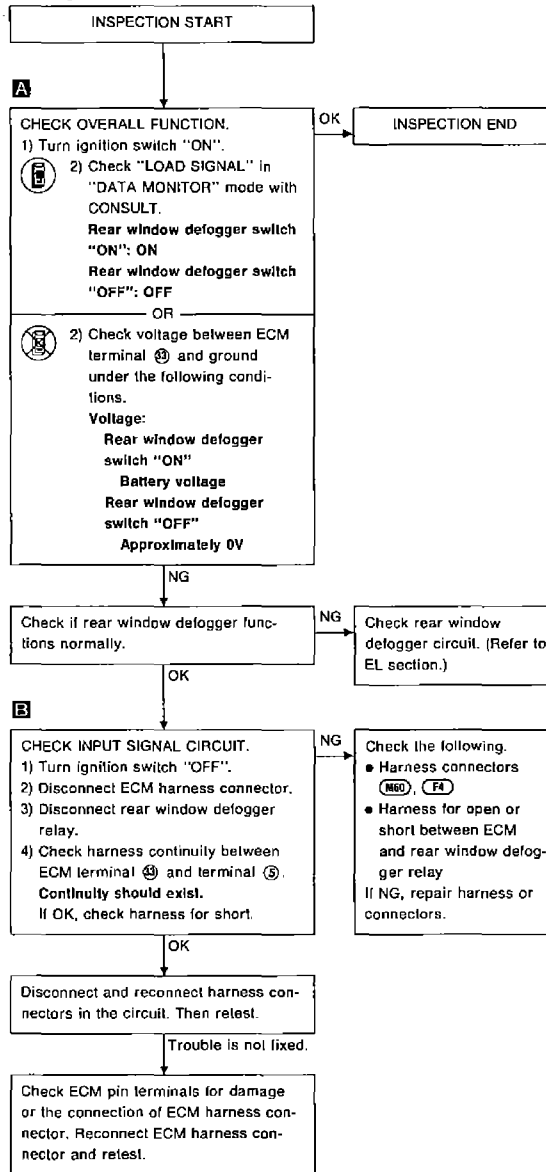 INSPECTION START
A
CHECK OVERALL FUNCTION.
1) Turn ignition switch "ON".
2) Check "LOAD SIGNAL" in
"DATA MONITOR" mode with
CONSULT.
Rear window defogger switch
"ON": ON
Rear window defogger switch
"OFF": OFF
OR
2) Check voltage between ECM
terminal ㉝ and ground
under the following condi-
tions.
Voltage:
Rear window defogger
switch "ON"
Battery voltage
Rear window defogger
switch "OFF"
Approximately 0V
OK
INSPECTION END
NG
Check if rear window defogger func-
tions normally.
NG
Check rear window
defogger circuit. (Refer to
EL section.)
OK
B
CHECK INPUT SIGNAL CIRCUIT.
1) Turn ignition switch "OFF".
2) Disconnect ECM harness connector.
3) Disconnect rear window defogger
relay.
4) Check harness continuity between
ECM terminal ㉝ and terminal ⑤.
Continuity should exist.
If OK, check harness for short.
NG
Check the following.
● Harness connectors
M60, F4
● Harness for open or
short between ECM
and rear window defog-
ger relay
If NG, repair harness or
connectors.
OK
Disconnect and reconnect harness con-
nectors in the circuit. Then retest.
Trouble is not fixed.
Check ECM pin terminals for damage
or the connection of ECM harness con-
nector. Reconnect ECM harness con-
nector and retest.